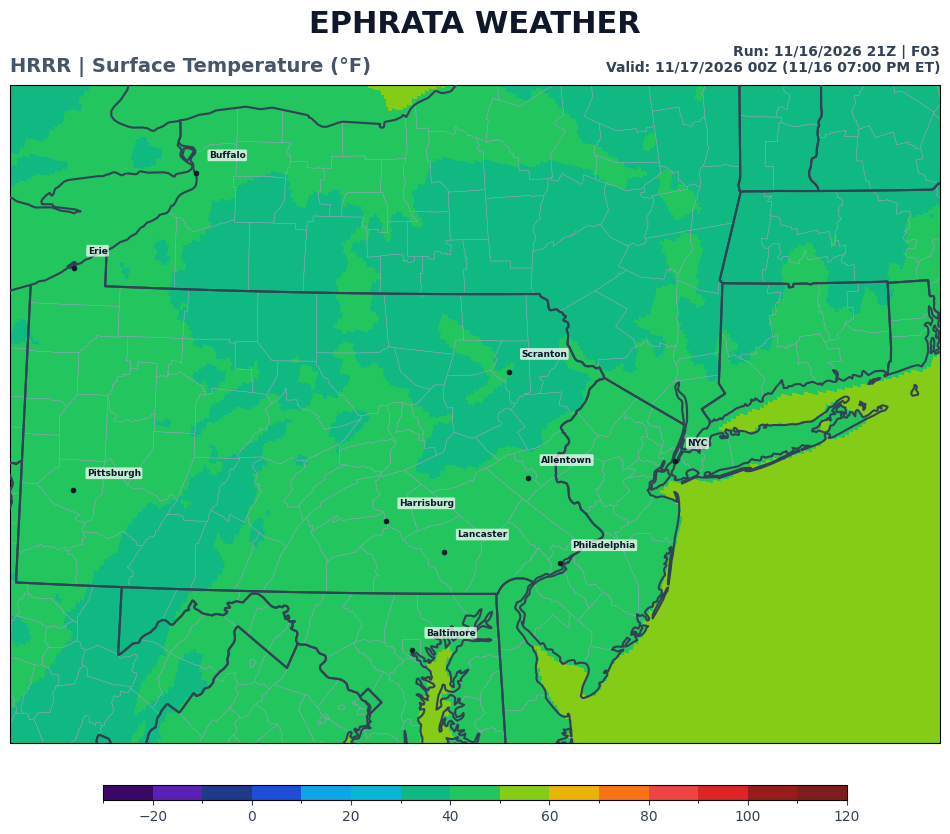 EPHRATA WEATHER
HRRR | Surface Temperature (°F)
Run: 11/16/2026 21Z | F03
Valid: 11/17/2026 00Z (11/16 07:00 PM ET)
Buffalo
Erie
Scranton
NYC
Allentown
Pittsburgh
Harrisburg
Lancaster
Philadelphia
Baltimore
−20 0 20 40 60 80 100 120